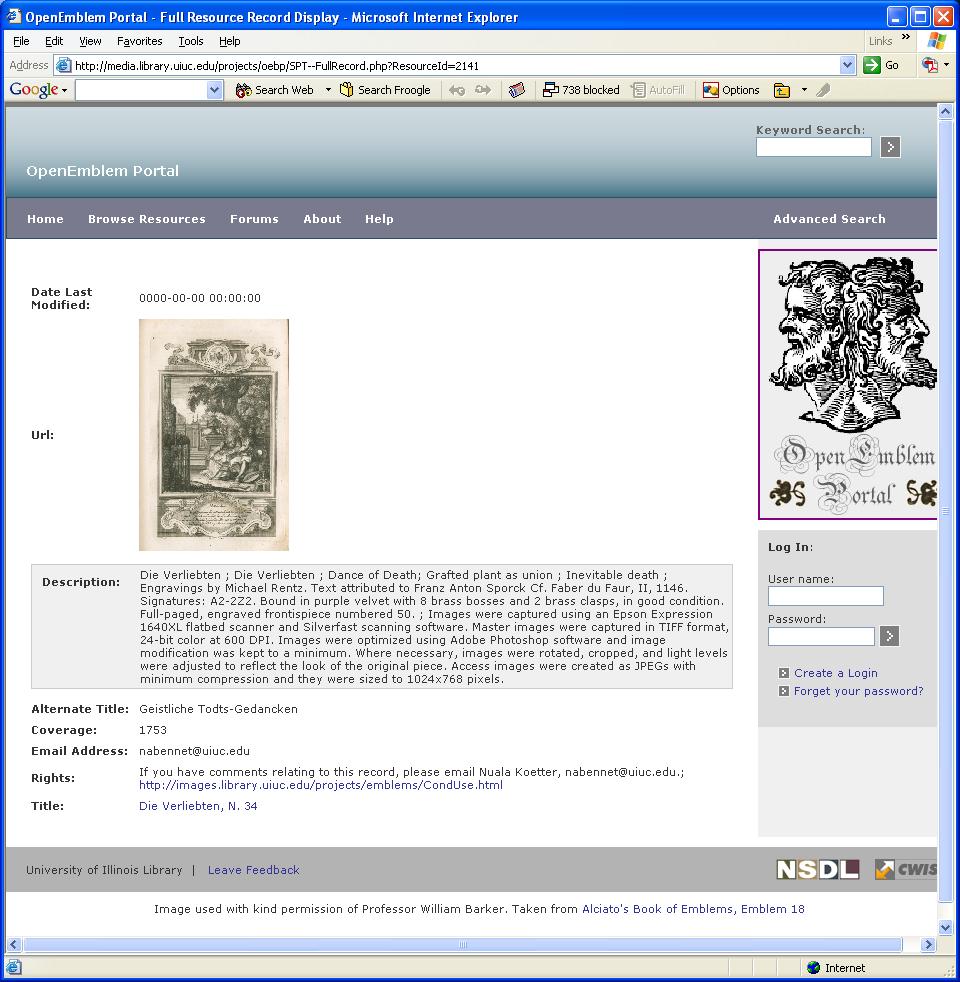 OpenEmblem Portal - Full Resource Record Display - Microsoft Internet Explorer
File Edit View Favorites Tools Help Links »
Address http://media.library.uiuc.edu/projects/oebp/SPT--FullRecord.php?ResourceId=2141 Go
Google Search Web Search Froogle 738 blocked AutoFill Options
Keyword Search:
OpenEmblem Portal
Home Browse Resources Forums About Help Advanced Search
Date Last
Modified:
0000-00-00 00:00:00
Url:
Description:
Die Verliebten ; Die Verliebten ; Dance of Death; Grafted plant as union ; Inevitable death ;
Engravings by Michael Rentz. Text attributed to Franz Anton Sporck Cf. Faber du Faur, II, 1146.
Signatures: A2-2Z2. Bound in purple velvet with 8 brass bosses and 2 brass clasps, in good condition.
Full-paged, engraved frontispiece numbered 50. ; Images were captured using an Epson Expression
1640XL flatbed scanner and Silverfast scanning software. Master images were captured in TIFF format,
24-bit color at 600 DPI. Images were optimized using Adobe Photoshop software and image
modification was kept to a minimum. Where necessary, images were rotated, cropped, and light levels
were adjusted to reflect the look of the original piece. Access images were created as JPEGs with
minimum compression and they were sized to 1024x768 pixels.
Alternate Title: Geistliche Todts-Gedancken
Coverage: 1753
Email Address: nabennet@uiuc.edu
Rights:
If you have comments relating to this record, please email Nuala Koetter, nabennet@uiuc.edu.;
http://images.library.uiuc.edu/projects/emblems/CondUse.html
Title: Die Verliebten, N. 34
Open Emblem
Portal
Log In:
User name:
Password:
Create a Login
Forget your password?
University of Illinois Library | Leave Feedback
NSDL CWIS
Image used with kind permission of Professor William Barker. Taken from Alciato's Book of Emblems, Emblem 18
Internet